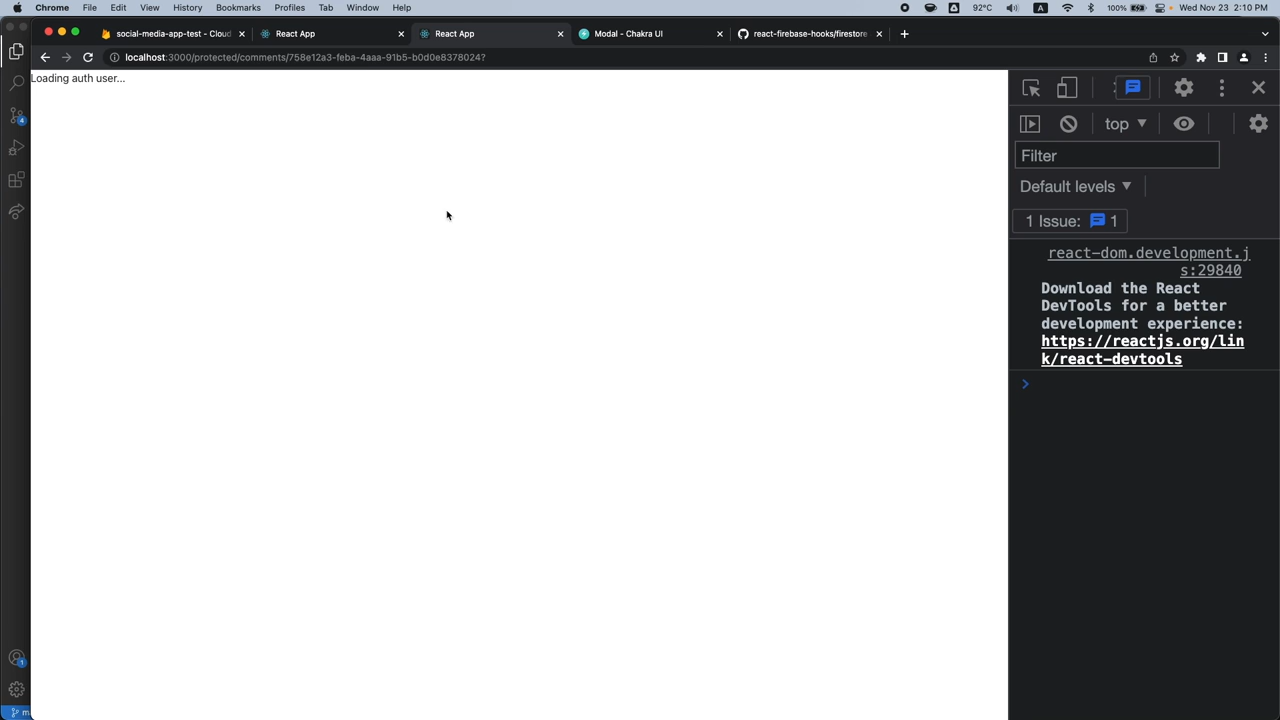 Chrome File Edit View History Bookmarks Profiles Tab Window Help
A 92°C A 100% Wed Nov 23 2:10 PM
social-media-app-test - Cloud
React App
React App
Modal - Chakra UI
react-firebase-hooks/firestore
localhost:3000/protected/comments/758e12a3-feba-4aaa-91b5-b0d0e8378024?
Loading auth user...
top
Filter
Default levels
1 Issue: 1
react-dom.development.j
s:29840
Download the React
DevTools for a better
development experience:
https://reactjs.org/lin
k/react-devtools
4
1